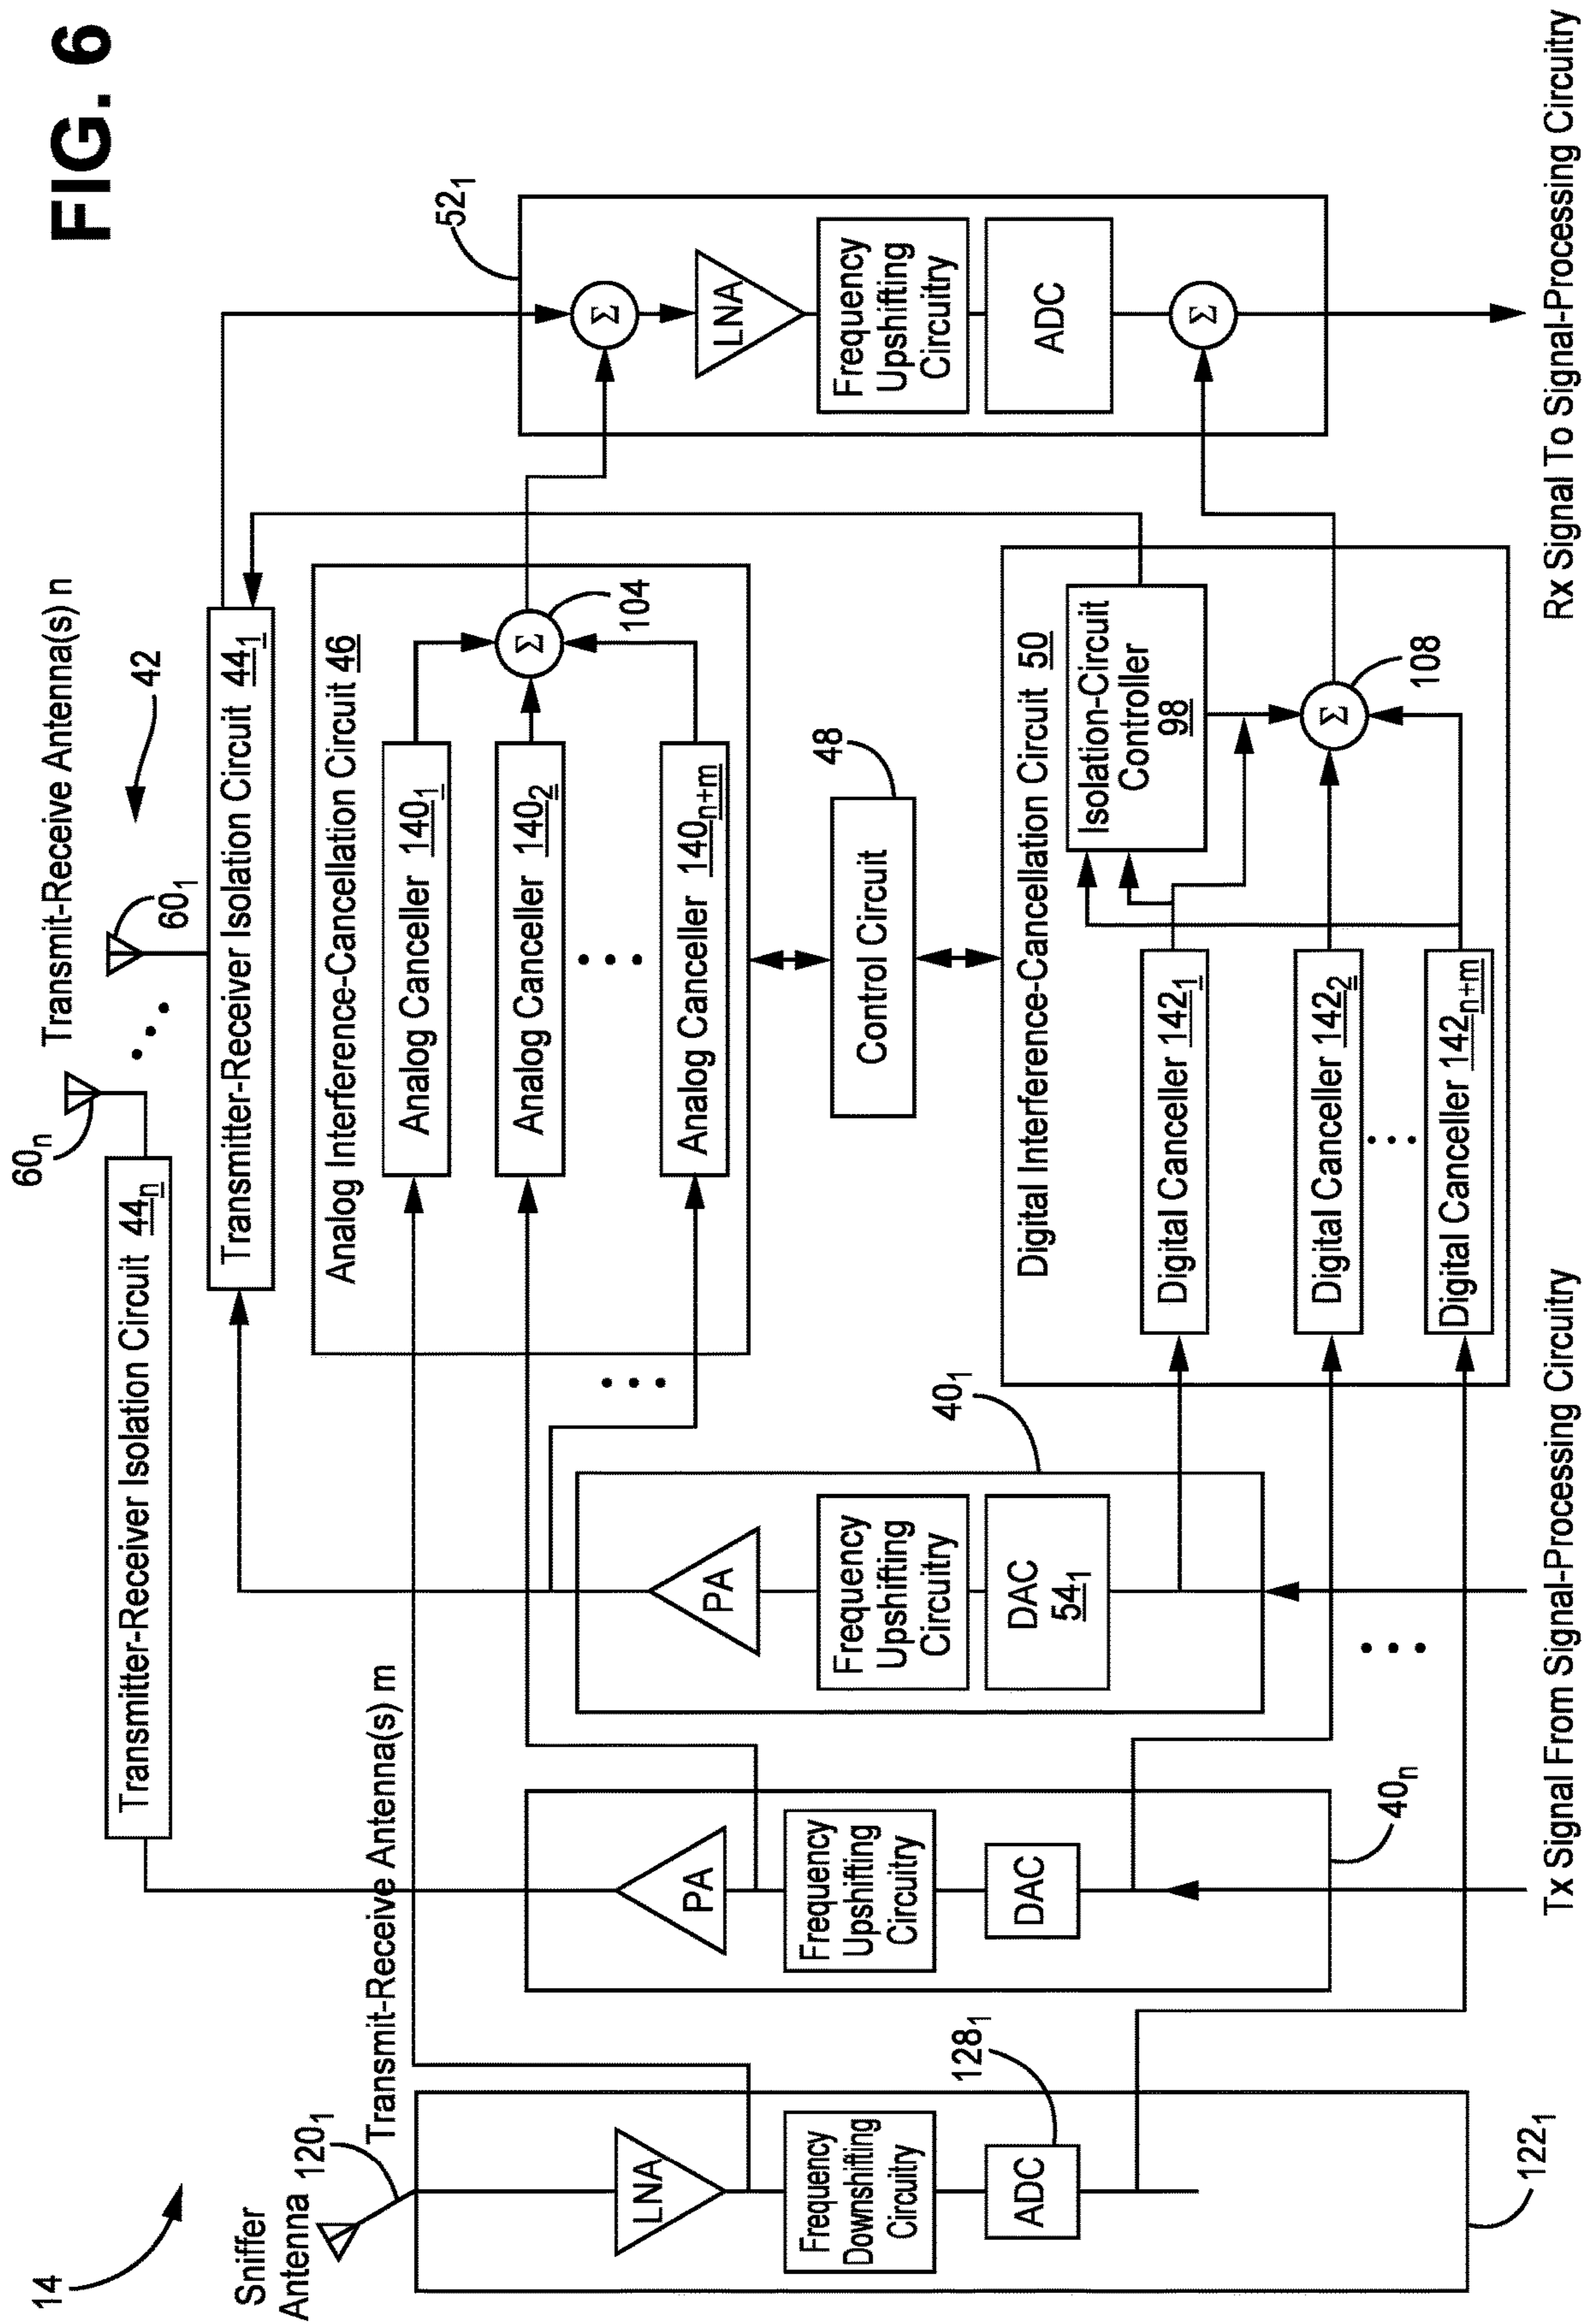 FIG. 6
14
Sniffer
Antenna 120₁
LNA
Frequency
Downshifting
Circuitry
ADC
128₁
122₁
Transmit-Receive Antenna(s) m
PA
Frequency
Upshifting
Circuitry
DAC
40ₙ
Transmitter-Receiver Isolation Circuit 44ₙ
60ₙ
60₁
Transmit-Receive Antenna(s) n
42
Transmitter-Receiver Isolation Circuit 44₁
PA
Frequency
Upshifting
Circuitry
DAC
54₁
40₁
Analog Interference-Cancellation Circuit 46
Analog Canceller 140₁
Analog Canceller 140₂
Analog Canceller 140ₙ₊ₘ
Σ
104
Control Circuit
48
Digital Interference-Cancellation Circuit 50
Isolation-Circuit
Controller
98
Digital Canceller 142₁
Digital Canceller 142₂
Digital Canceller 142ₙ₊ₘ
Σ
108
52₁
Σ
LNA
Frequency
Upshifting
Circuitry
ADC
Σ
Tx Signal From Signal-Processing Circuitry
Rx Signal To Signal-Processing Circuitry